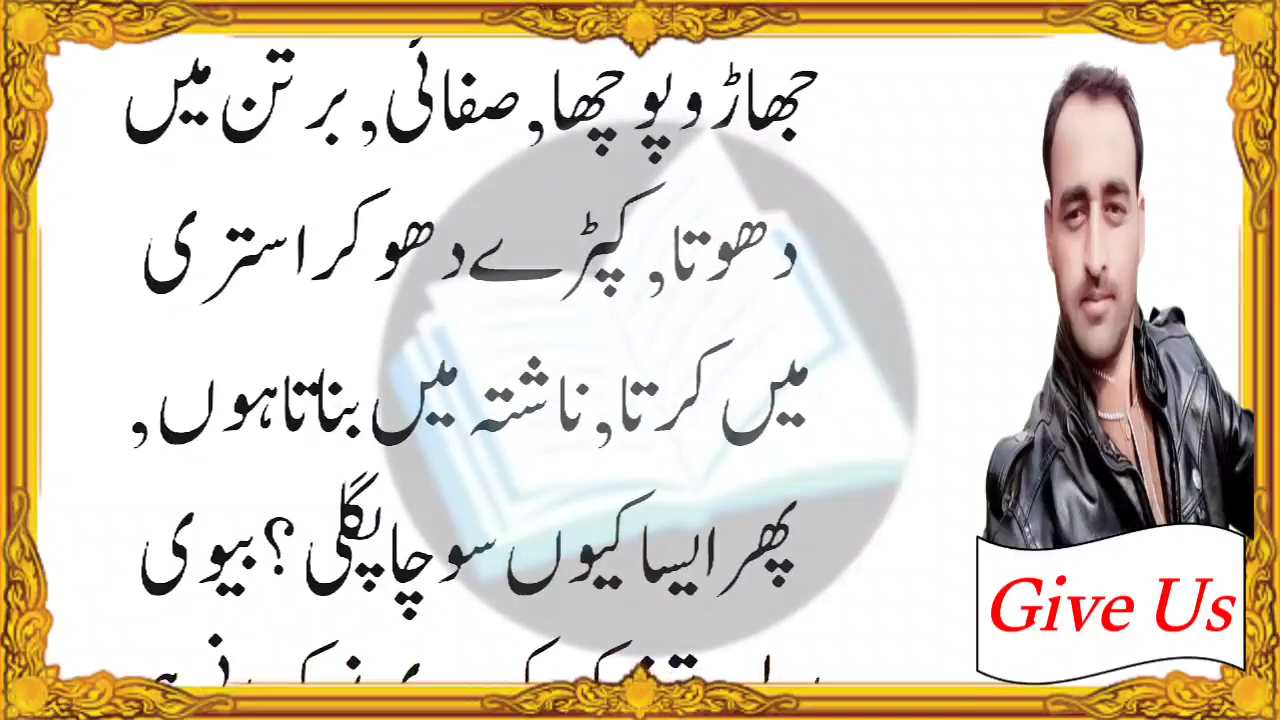 جھاڑو پوچھا, صفائی, برتن میں
دھوتا, کپڑے دھو کر استری
میں کرتا, ناشتہ میں بناتا ہوں,
پھر ایسا کیوں سوچا پگلی ؟ بیوی
Give Us